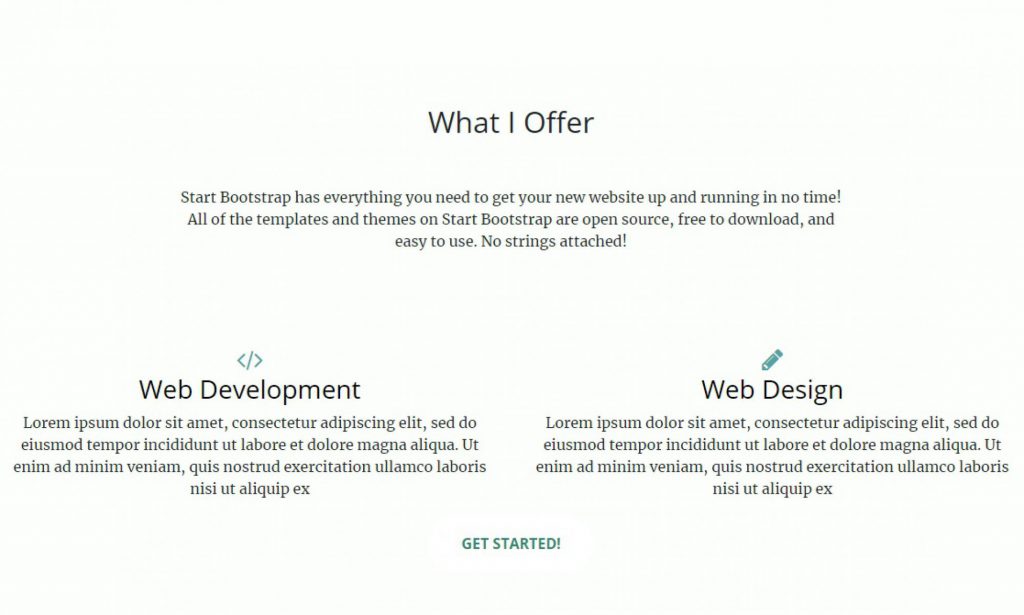 What I Offer
Start Bootstrap has everything you need to get your new website up and running in no time!
All of the templates and themes on Start Bootstrap are open source, free to download, and
easy to use. No strings attached!
</>
Web Development
Lorem ipsum dolor sit amet, consectetur adipiscing elit, sed do
eiusmod tempor incididunt ut labore et dolore magna aliqua. Ut
enim ad minim veniam, quis nostrud exercitation ullamco laboris
nisi ut aliquip ex
Web Design
Lorem ipsum dolor sit amet, consectetur adipiscing elit, sed do
eiusmod tempor incididunt ut labore et dolore magna aliqua. Ut
enim ad minim veniam, quis nostrud exercitation ullamco laboris
nisi ut aliquip ex
GET STARTED!